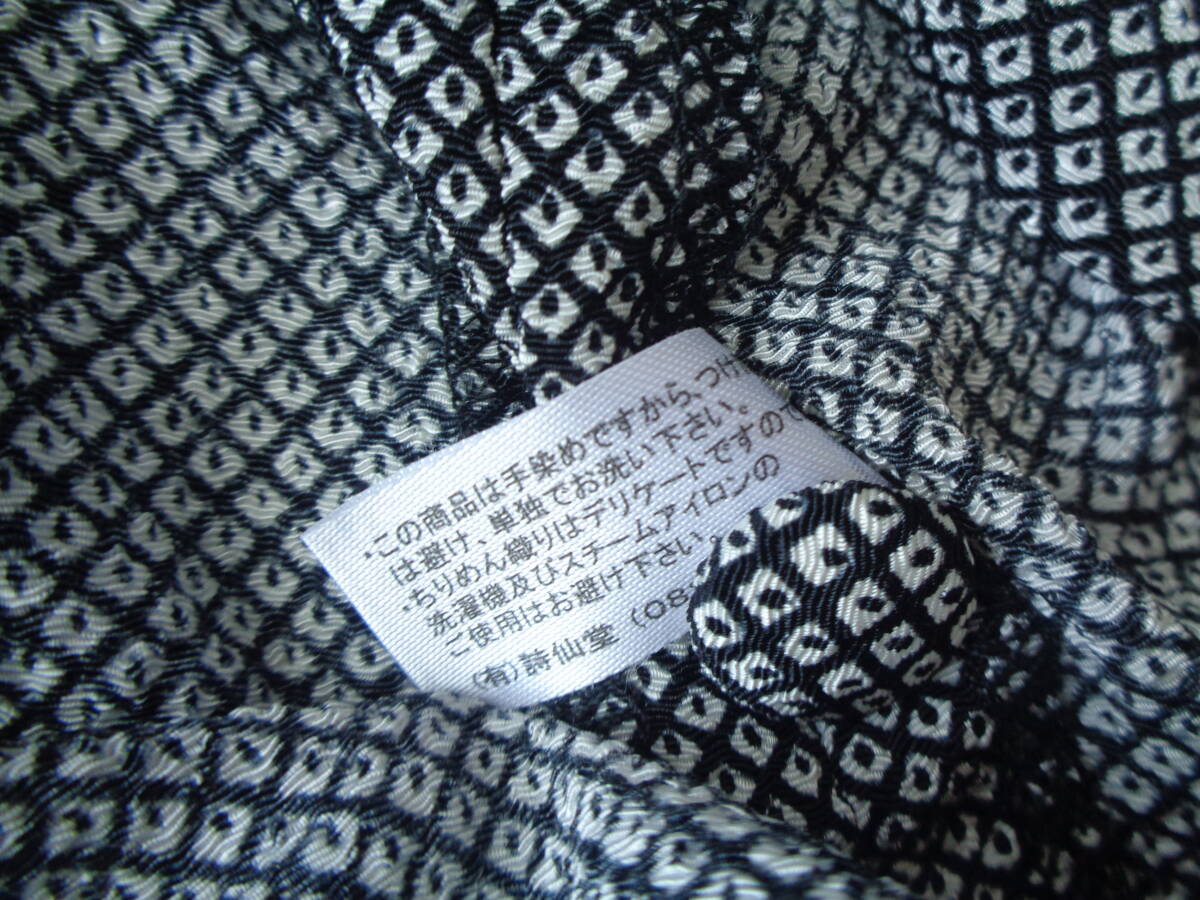 ・この商品は手染めですから、つけ
は避け、単独でお洗い下さい。
・ちりめん織りはデリケートですので
洗濯機及びスチームアイロンの
ご使用はお避け下さい。
(有)詩仙堂 (08